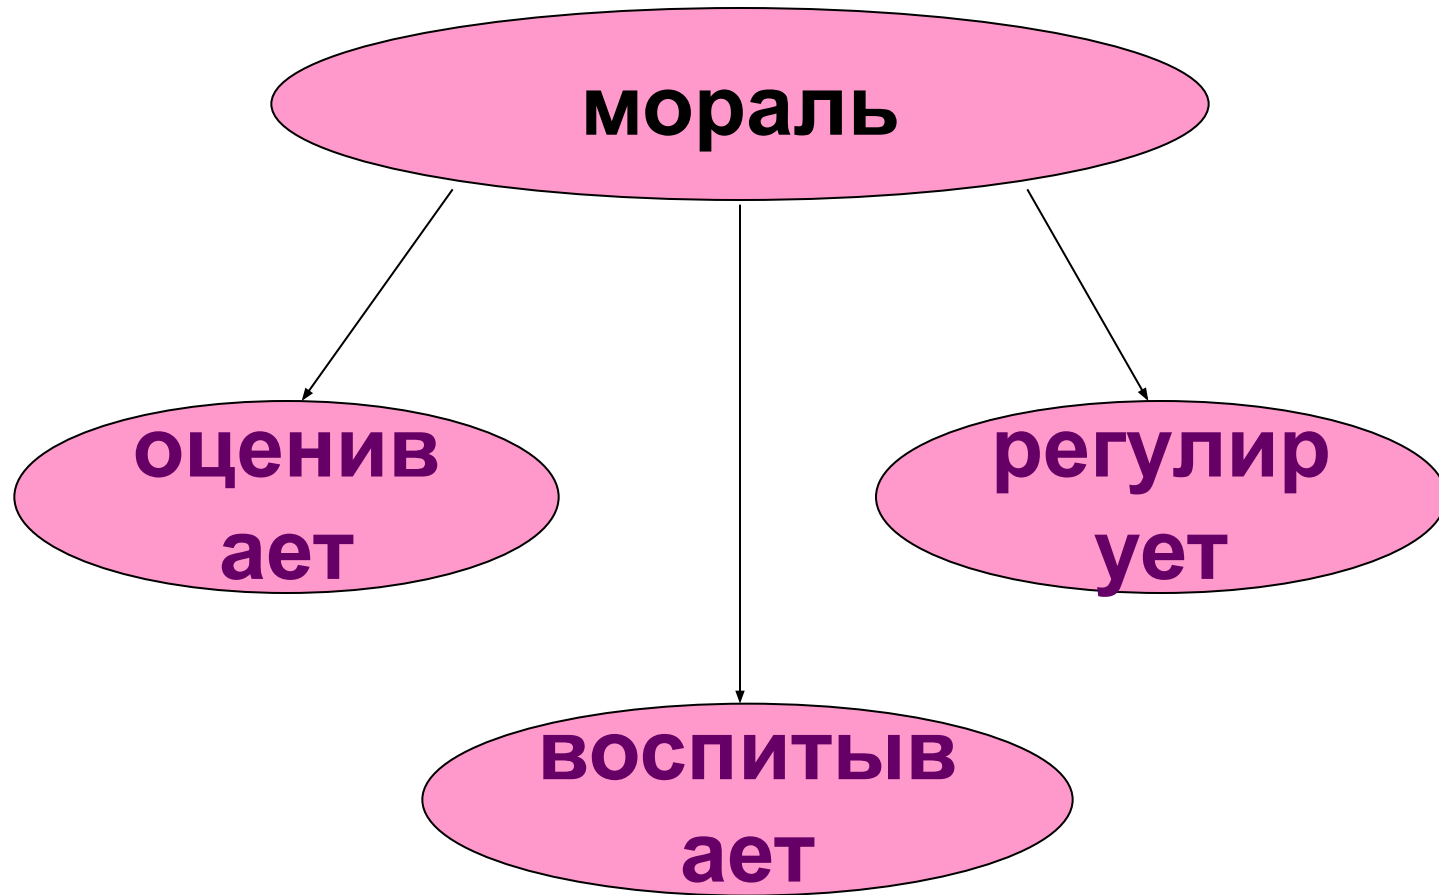 мораль
оценив
ает
регулир
ует
воспитыв
ает